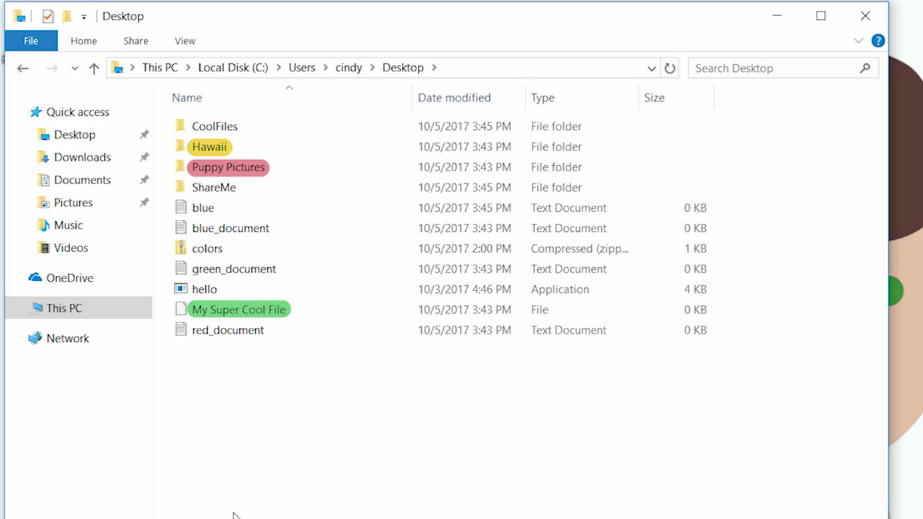 Desktop
File Home Share View
This PC Local Disk (C:) Users cindy Desktop Search Desktop
Name Date modified Type Size
Quick access
Desktop
Downloads
Documents
Pictures
Music
Videos
OneDrive
This PC
Network
CoolFiles 10/5/2017 3:45 PM File folder
Hawaii 10/5/2017 3:43 PM File folder
Puppy Pictures 10/5/2017 3:43 PM File folder
ShareMe 10/5/2017 3:45 PM File folder
blue 10/5/2017 3:45 PM Text Document 0 KB
blue_document 10/5/2017 3:43 PM Text Document 0 KB
colors 10/5/2017 2:00 PM Compressed (zipp... 1 KB
green_document 10/5/2017 3:43 PM Text Document 0 KB
hello 10/3/2017 4:46 PM Application 4 KB
My Super Cool File 10/5/2017 3:43 PM File 0 KB
red_document 10/5/2017 3:43 PM Text Document 0 KB